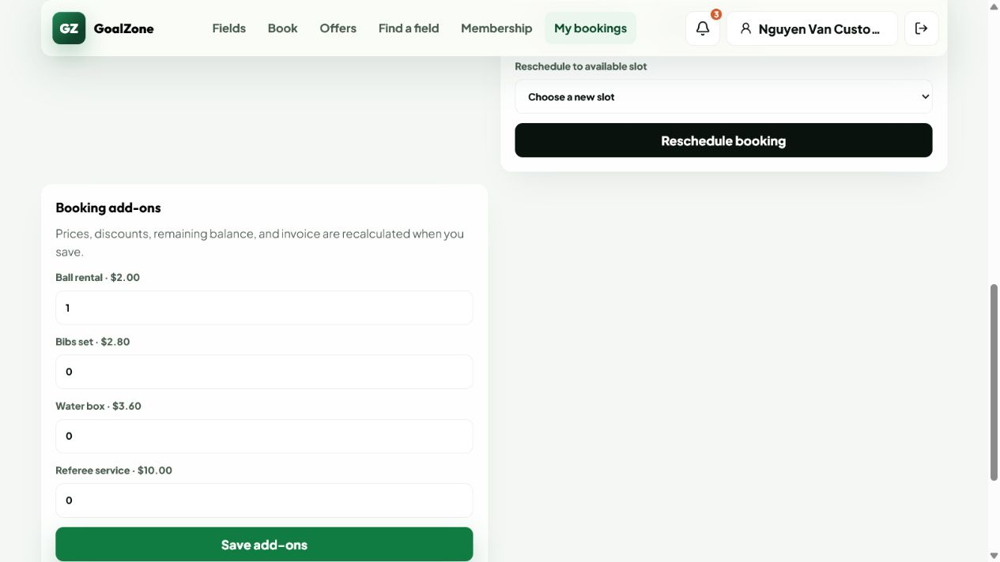 GZ GoalZone Fields Book Offers Find a field Membership My bookings 3 Nguyen Van Custo...
Reschedule to available slot
Choose a new slot
Reschedule booking
Booking add-ons
Prices, discounts, remaining balance, and invoice are recalculated when you
save.
Ball rental · $2.00
1
Bibs set · $2.80
0
Water box · $3.60
0
Referee service · $10.00
0
Save add-ons